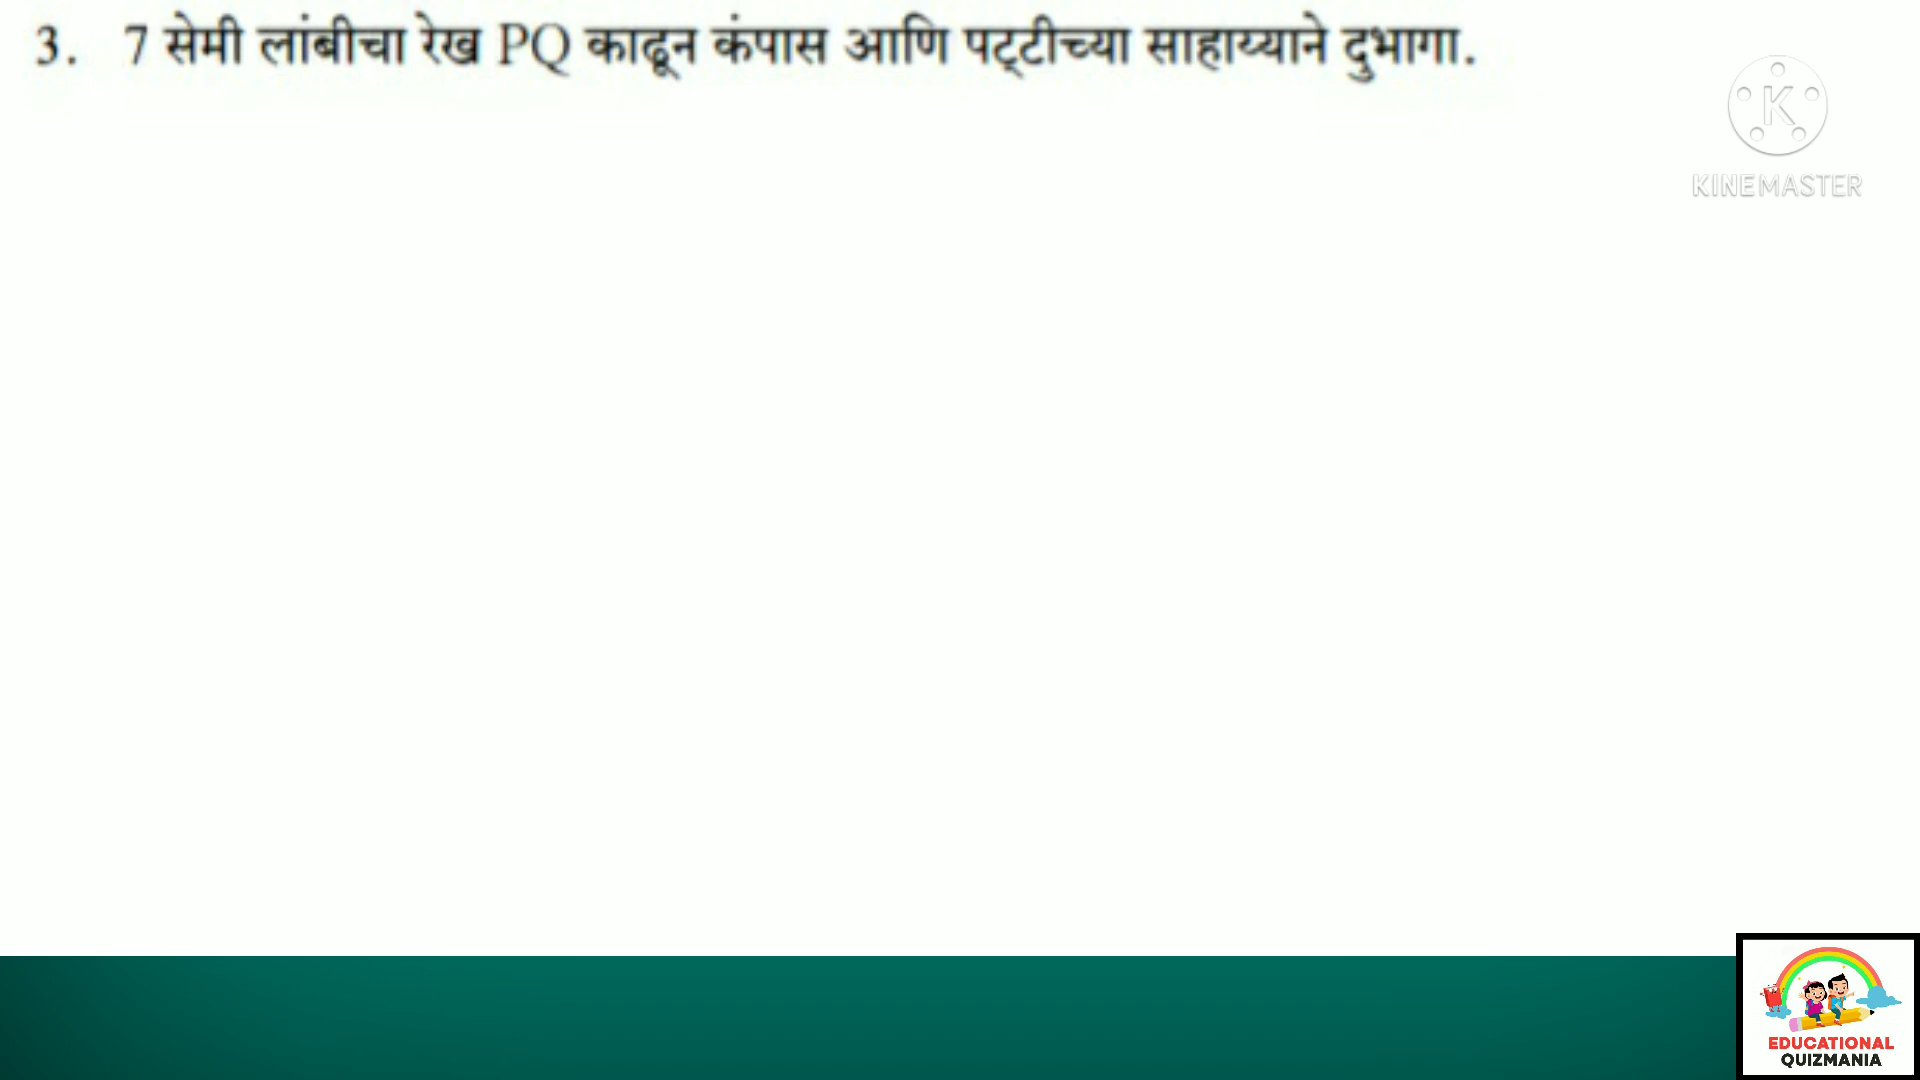 3. 7 सेमी लांबीचा रेख PQ काढून कंपास आणि पट्टीच्या साहाय्याने दुभागा.
K
KINEMASTER
EDUCATIONAL
QUIZMANIA